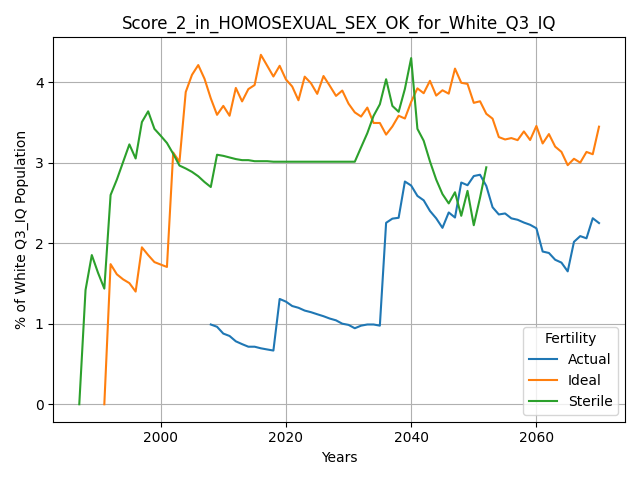 Score_2_in_HOMOSEXUAL_SEX_OK_for_White_Q3_IQ
% of White Q3_IQ Population
4
3
2
1
0
2000
2020
2040
2060
Years
Fertility
Actual
Ideal
Sterile